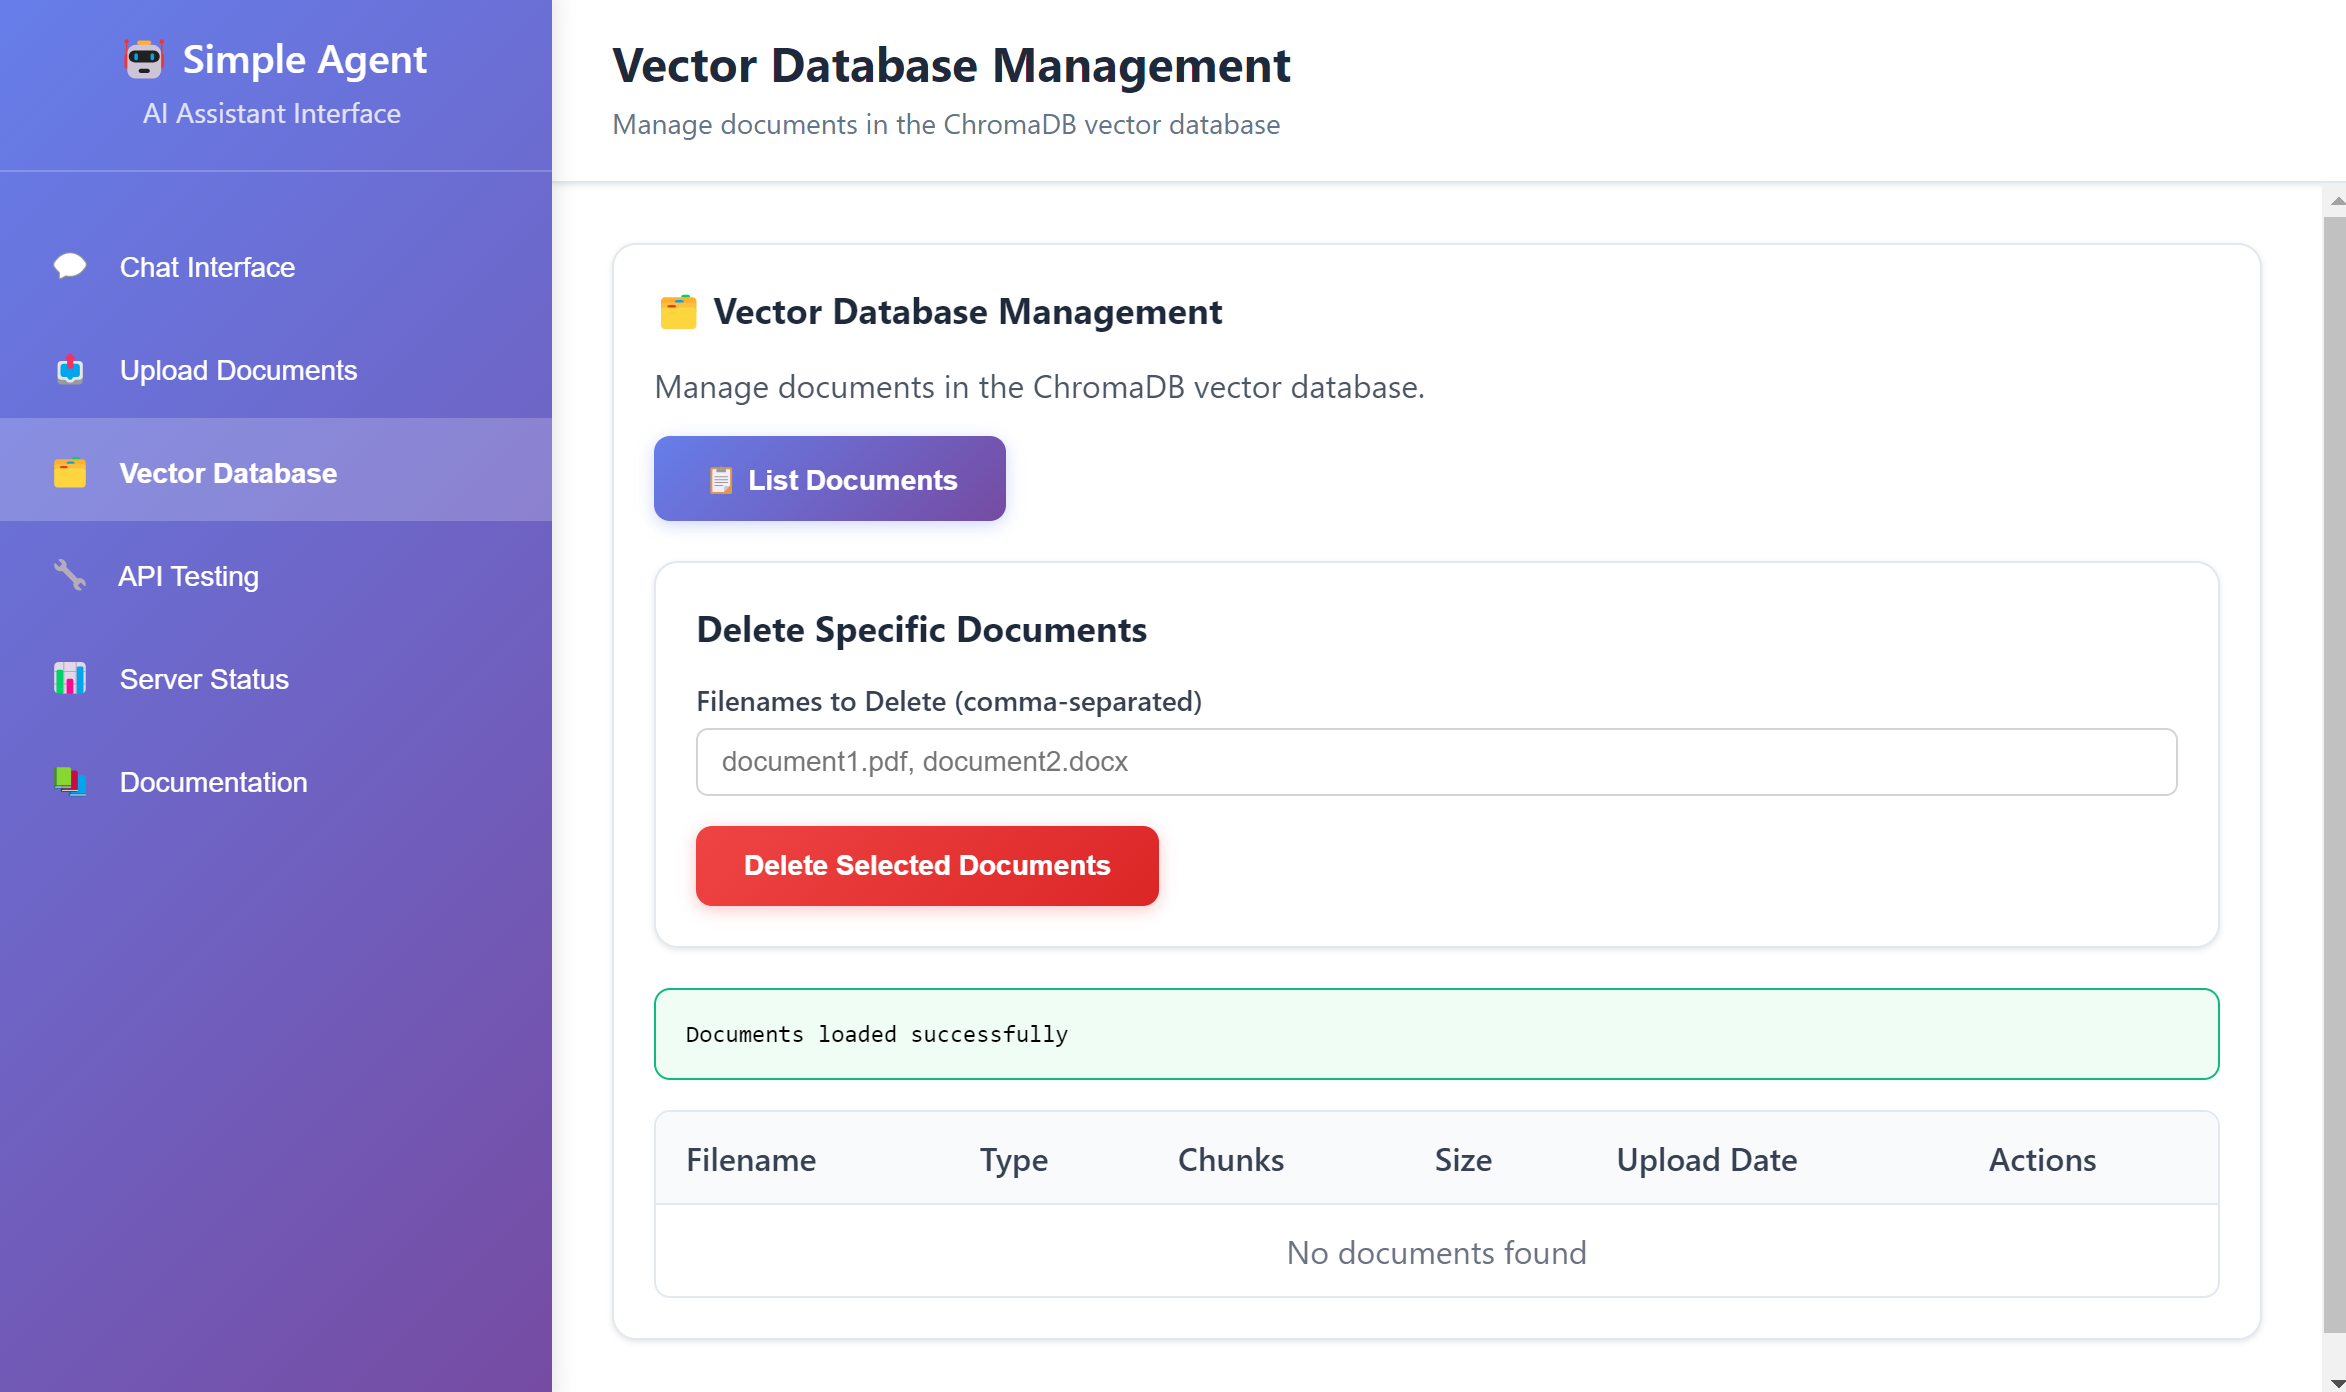 Simple Agent
AI Assistant Interface
Chat Interface
Upload Documents
Vector Database
API Testing
Server Status
Documentation
Vector Database Management
Manage documents in the ChromaDB vector database
Vector Database Management
Manage documents in the ChromaDB vector database.
List Documents
Delete Specific Documents
Filenames to Delete (comma-separated)
document1.pdf, document2.docx
Delete Selected Documents
Documents loaded successfully
Filename Type Chunks Size Upload Date Actions
No documents found